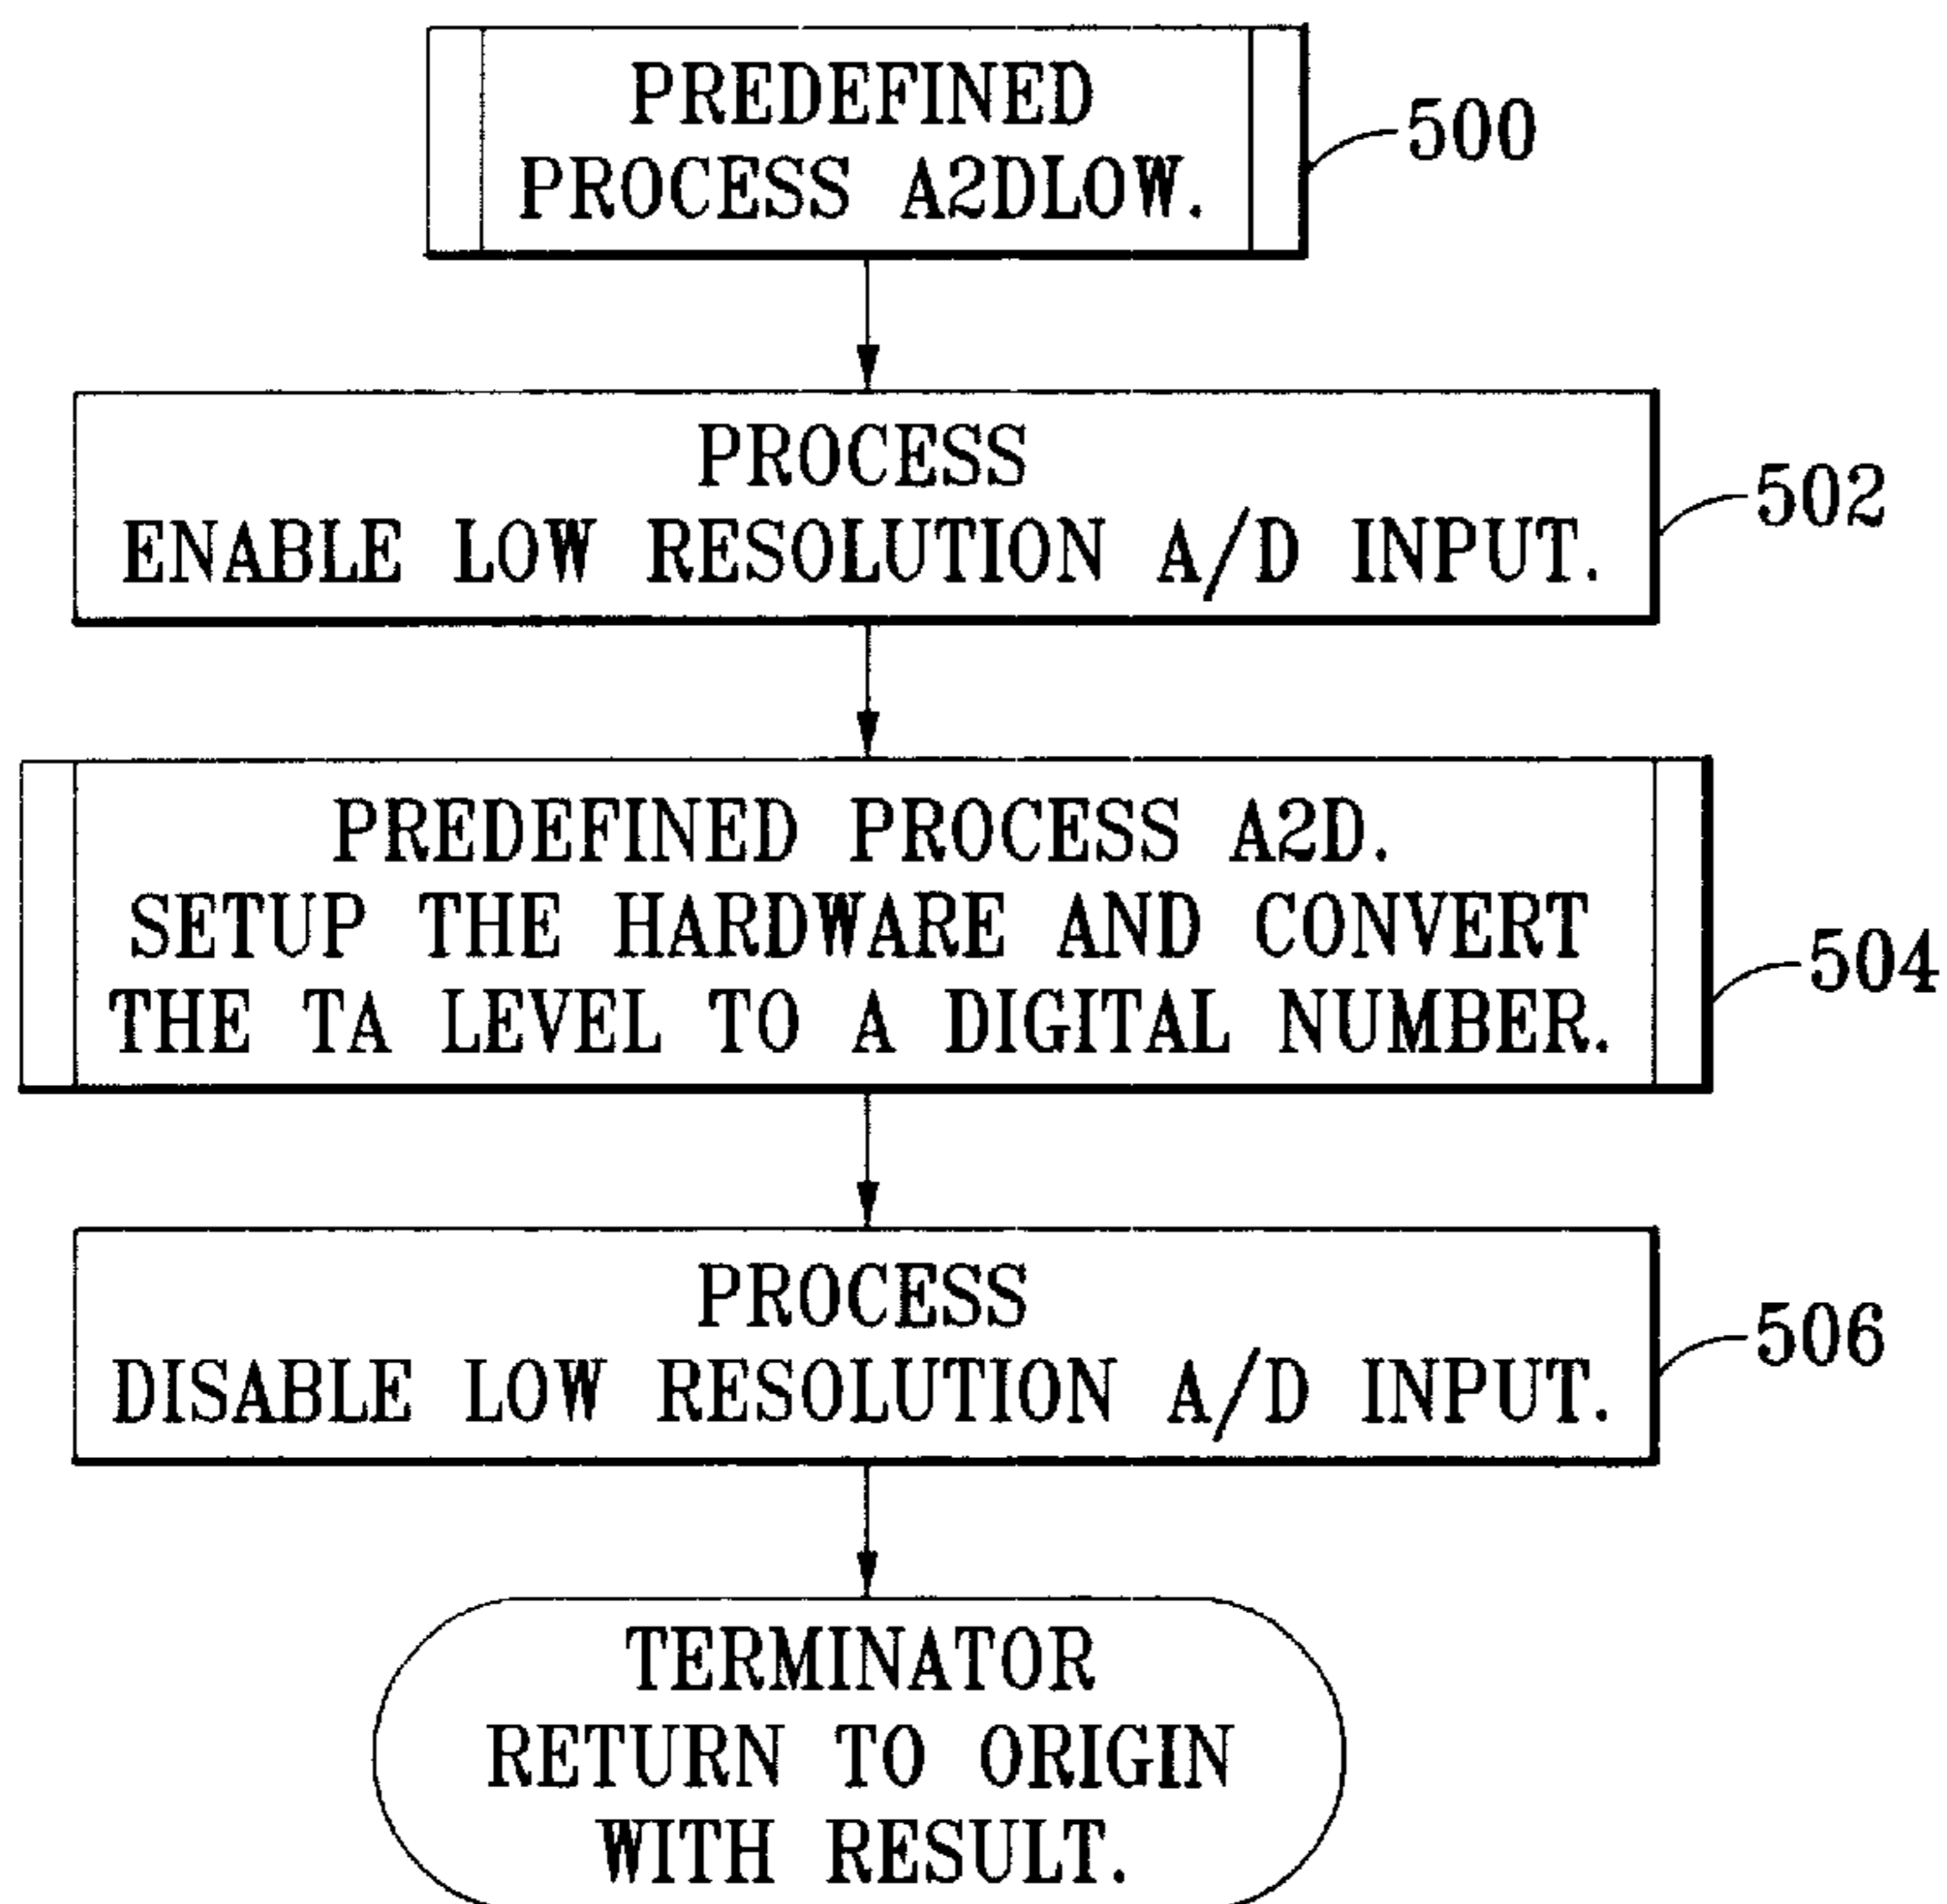 PREDEFINED
PROCESS A2DLOW.
500
PROCESS
ENABLE LOW RESOLUTION A/D INPUT.
502
PREDEFINED PROCESS A2D.
SETUP THE HARDWARE AND CONVERT
THE TA LEVEL TO A DIGITAL NUMBER.
504
PROCESS
DISABLE LOW RESOLUTION A/D INPUT.
506
TERMINATOR
RETURN TO ORIGIN
WITH RESULT.